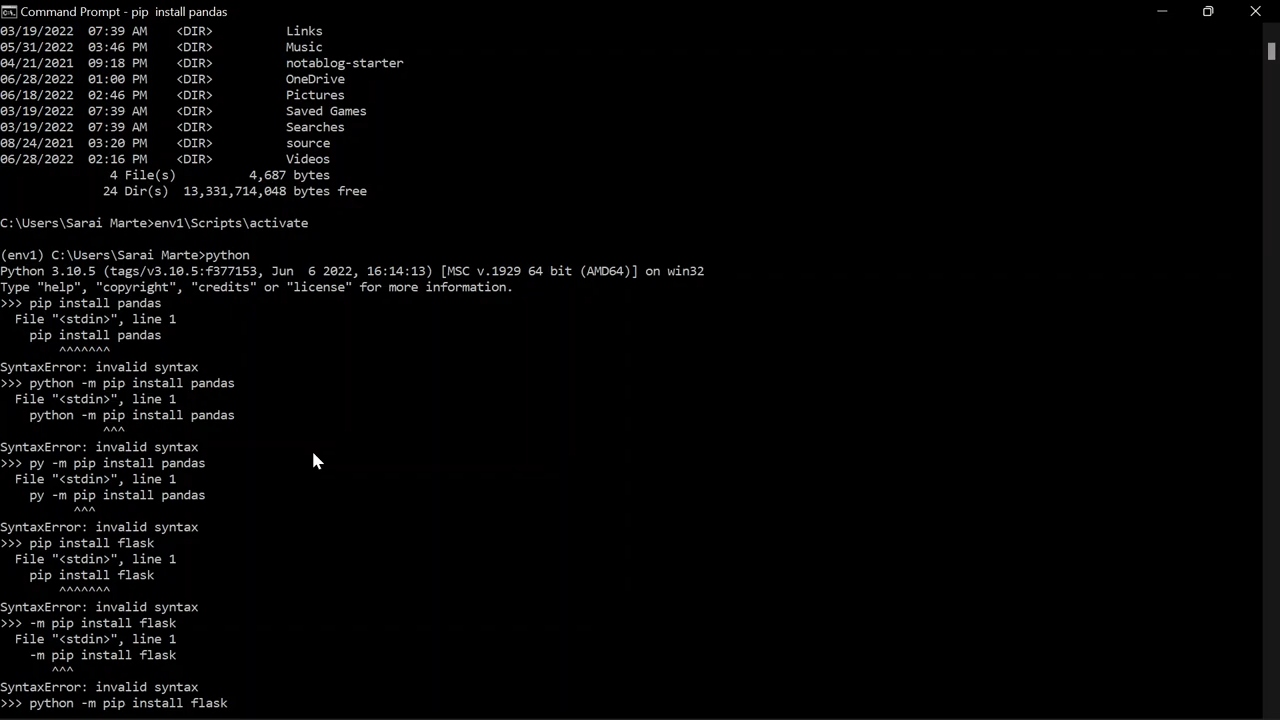 Command Prompt - pip  install pandas
03/19/2022  07:39 AM    <DIR>          Links
05/31/2022  03:46 PM    <DIR>          Music
04/21/2021  09:18 PM    <DIR>          notablog-starter
06/28/2022  01:00 PM    <DIR>          OneDrive
06/18/2022  02:46 PM    <DIR>          Pictures
03/19/2022  07:39 AM    <DIR>          Saved Games
03/19/2022  07:39 AM    <DIR>          Searches
08/24/2021  03:20 PM    <DIR>          source
06/28/2022  02:16 PM    <DIR>          Videos
               4 File(s)          4,687 bytes
              24 Dir(s)  13,331,714,048 bytes free
C:\Users\Sarai Marte>env1\Scripts\activate
(env1) C:\Users\Sarai Marte>python
Python 3.10.5 (tags/v3.10.5:f377153, Jun  6 2022, 16:14:13) [MSC v.1929 64 bit (AMD64)] on win32
Type "help", "copyright", "credits" or "license" for more information.
>>> pip install pandas
  File "<stdin>", line 1
    pip install pandas
        ^^^^^^^
SyntaxError: invalid syntax
>>> python -m pip install pandas
  File "<stdin>", line 1
    python -m pip install pandas
              ^^^
SyntaxError: invalid syntax
>>> py -m pip install pandas
  File "<stdin>", line 1
    py -m pip install pandas
          ^^^
SyntaxError: invalid syntax
>>> pip install flask
  File "<stdin>", line 1
    pip install flask
        ^^^^^^^
SyntaxError: invalid syntax
>>> -m pip install flask
  File "<stdin>", line 1
    -m pip install flask
       ^^^
SyntaxError: invalid syntax
>>> python -m pip install flask